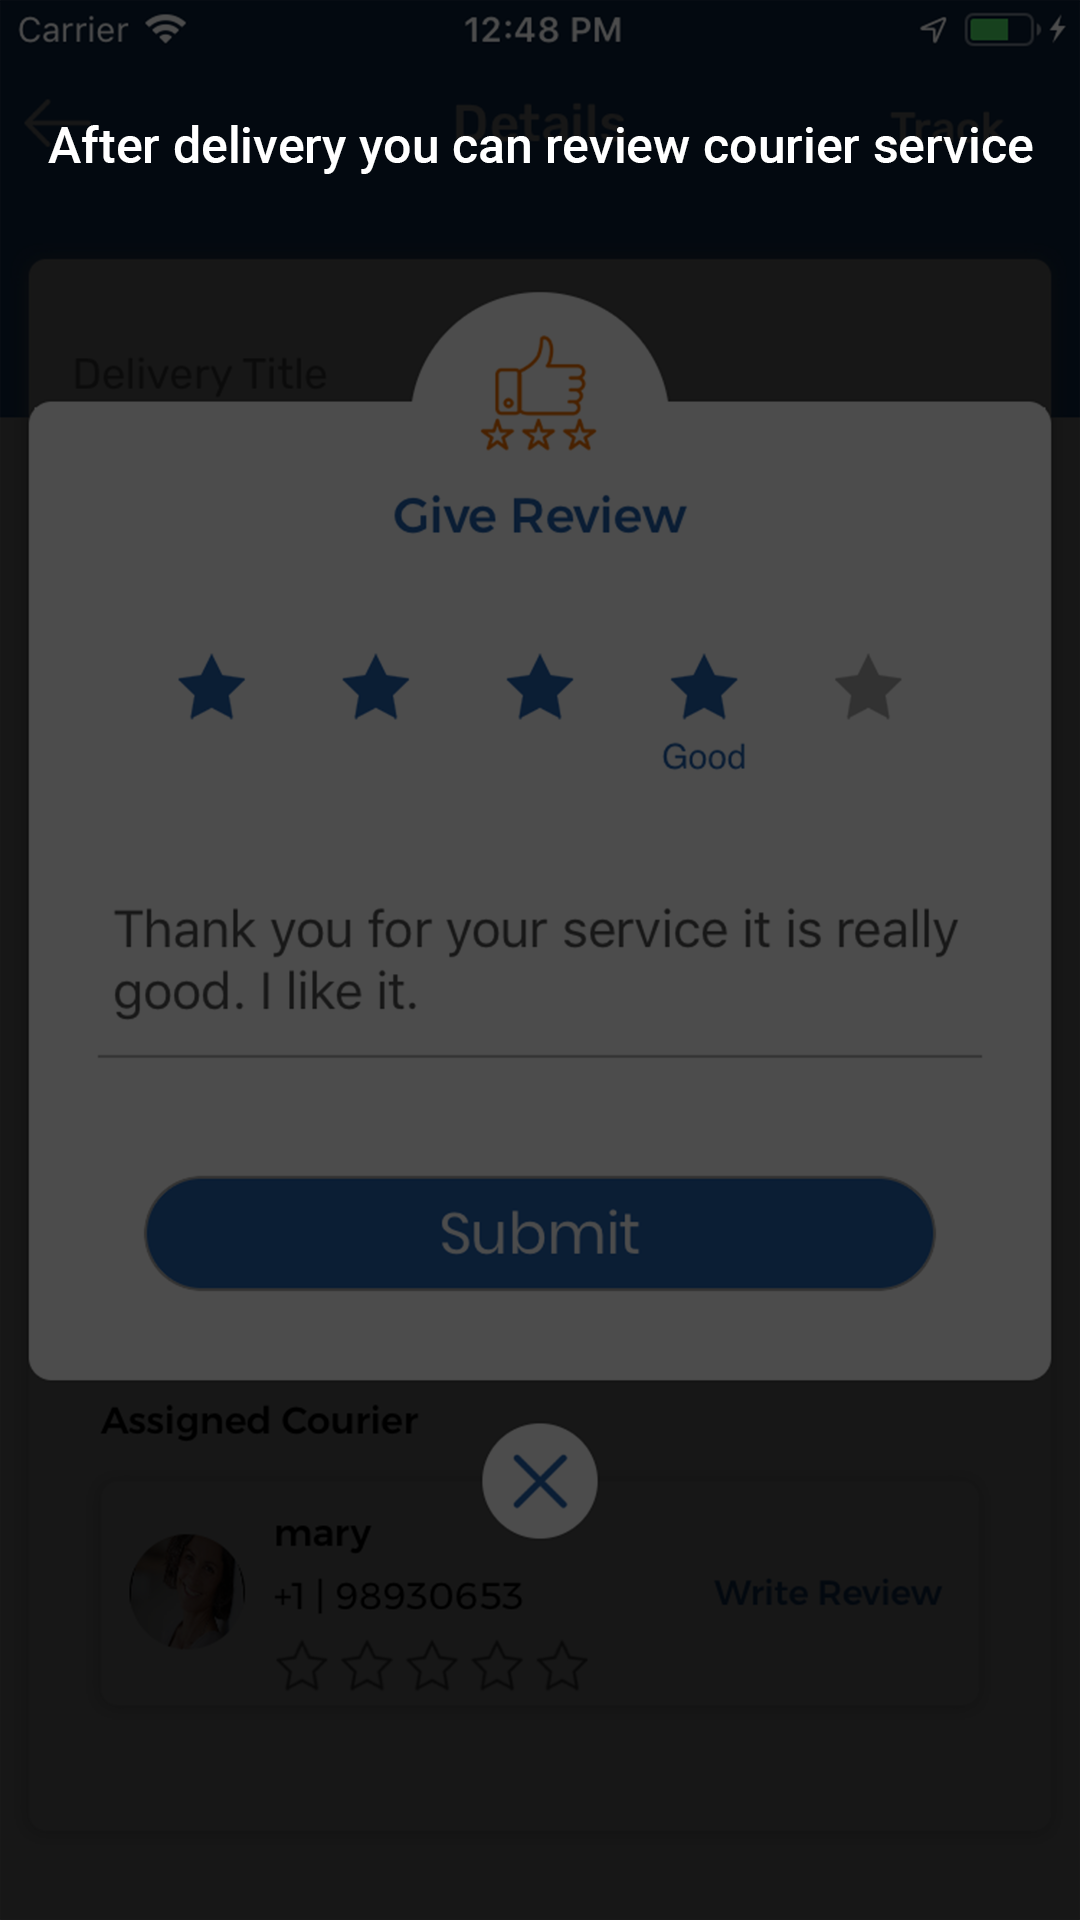 Carrier
12:48 PM
Details
Track
After delivery you can review courier service
Delivery Title
Give Review
Good
Thank you for your service it is really
good. I like it.
Submit
Assigned Courier
mary
+1 | 98930653
Write Review